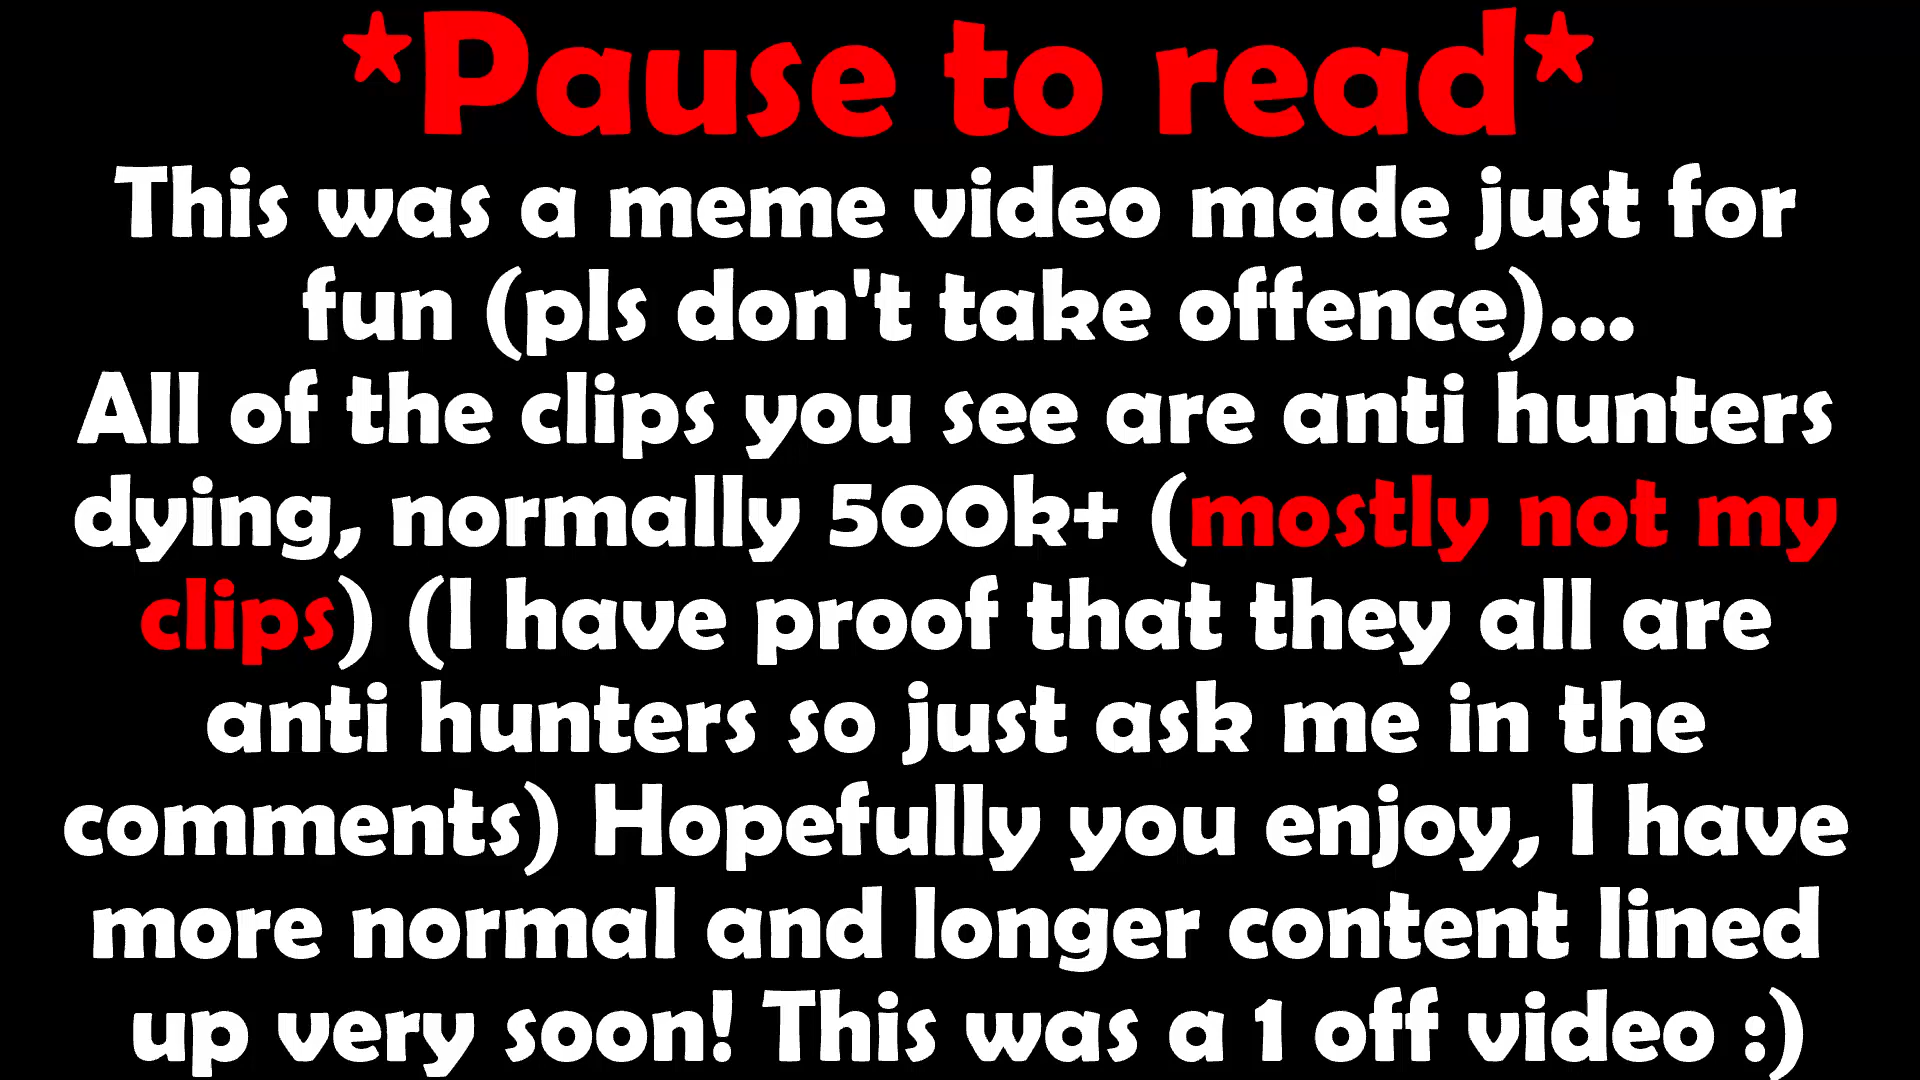 *Pause to read*
This was a meme video made just for
fun (pls don't take offence)...
All of the clips you see are anti hunters
dying, normally 500k+ (mostly not my
clips) (I have proof that they all are
anti hunters so just ask me in the
comments) Hopefully you enjoy, I have
more normal and longer content lined
up very soon! This was a 1 off video :)